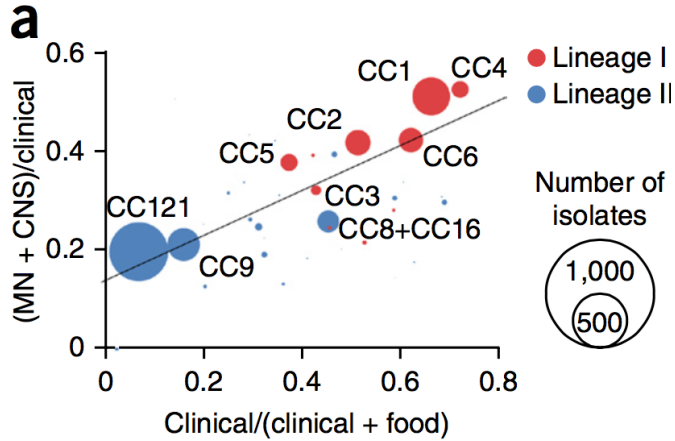 a
(MN + CNS)/clinical
0.6
0.4
0.2
0
CC1
CC4
CC2
CC5
CC6
CC3
CC121
CC8+CC16
CC9
0
0.2
0.4
0.6
0.8
Clinical/(clinical + food)
Lineage I
Lineage II
Number of
isolates
1,000
500